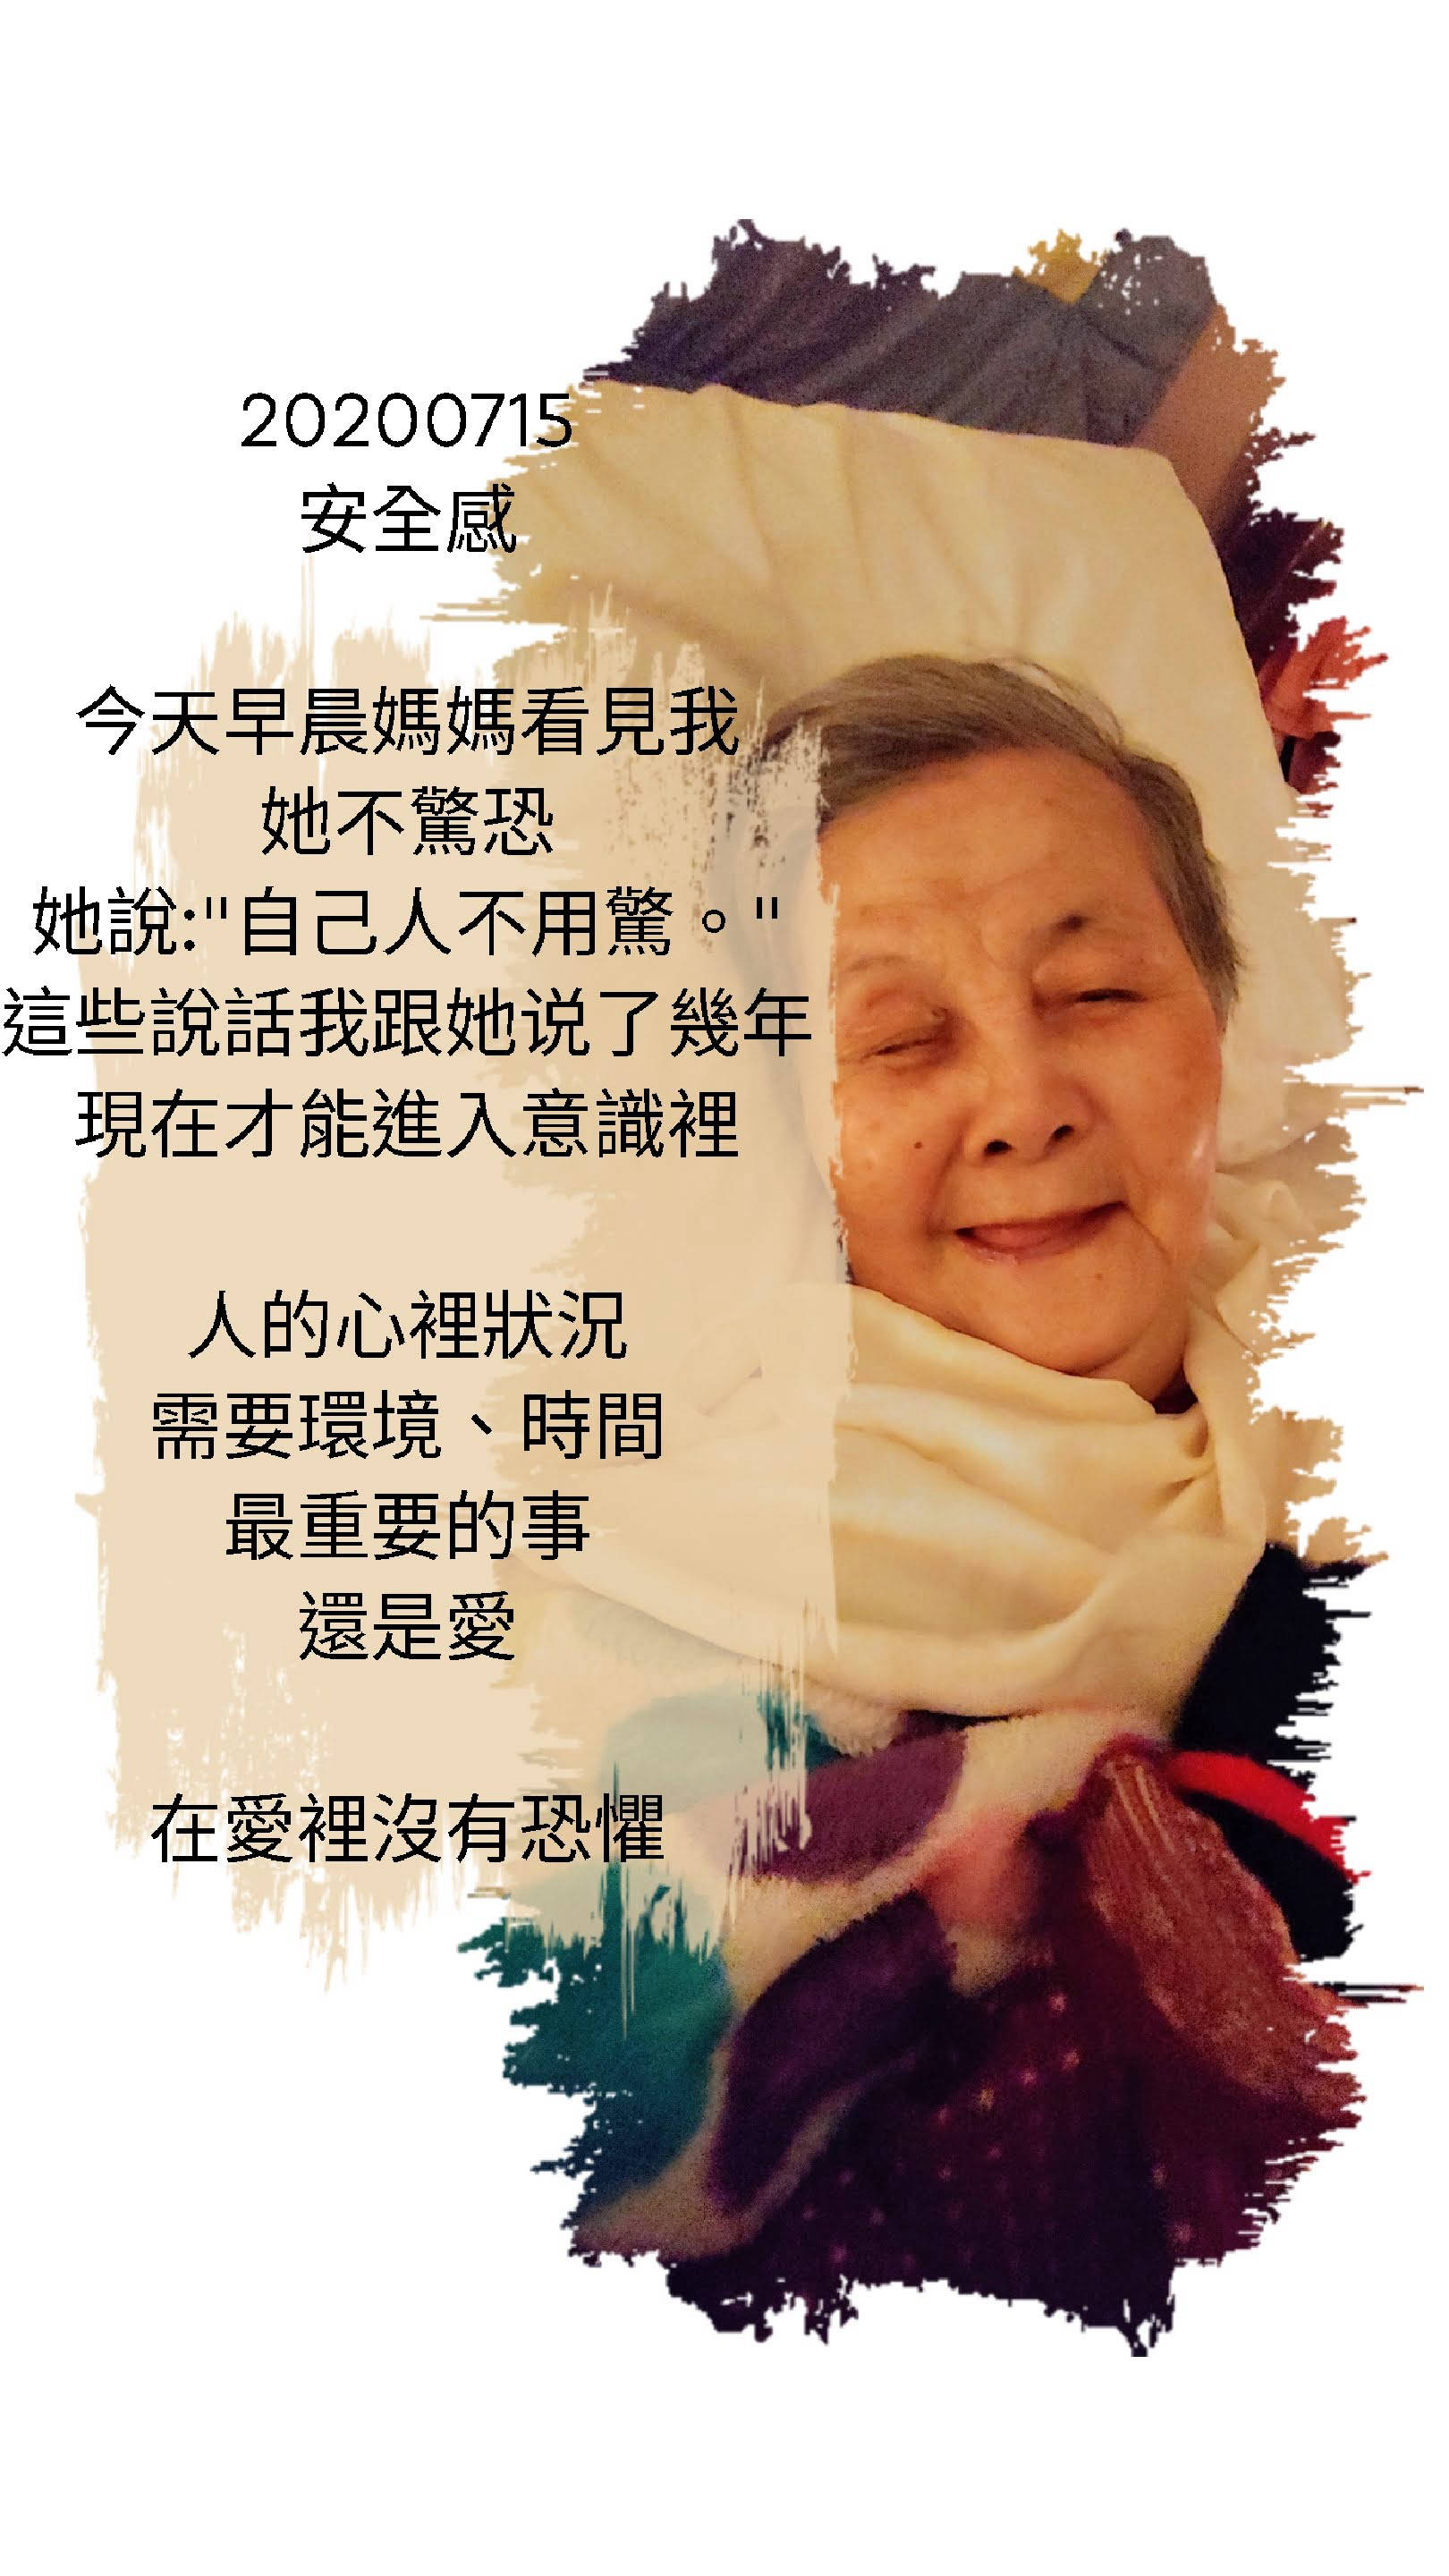 20200715
安全感
今天早晨媽媽看見我
她不驚恐
她說:"自己人不用驚。"
這些說話我跟她说了幾年
現在才能進入意識裡
人的心裡狀況
需要環境、時間
最重要的事
還是愛
在愛裡沒有恐懼